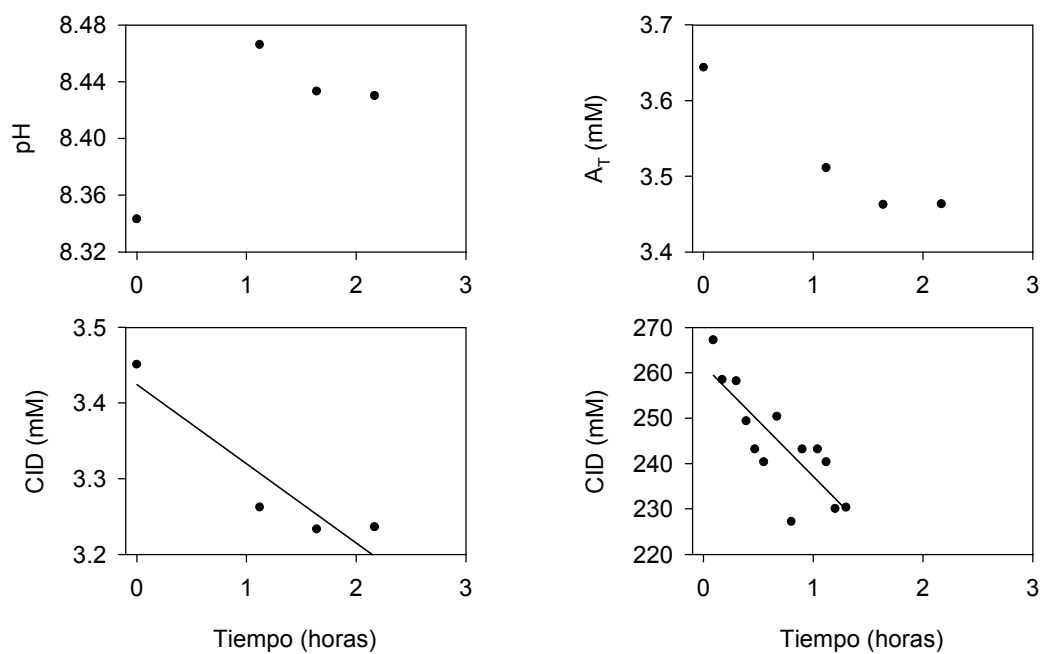 8.48
8.44
8.40
8.36
8.32
pH
0 1 2 3
3.7
3.6
3.5
3.4
A_T (mM)
0 1 2 3
3.5
3.4
3.3
3.2
CID (mM)
0 1 2 3
Tiempo (horas)
270
260
250
240
230
220
CID (mM)
0 1 2 3
Tiempo (horas)